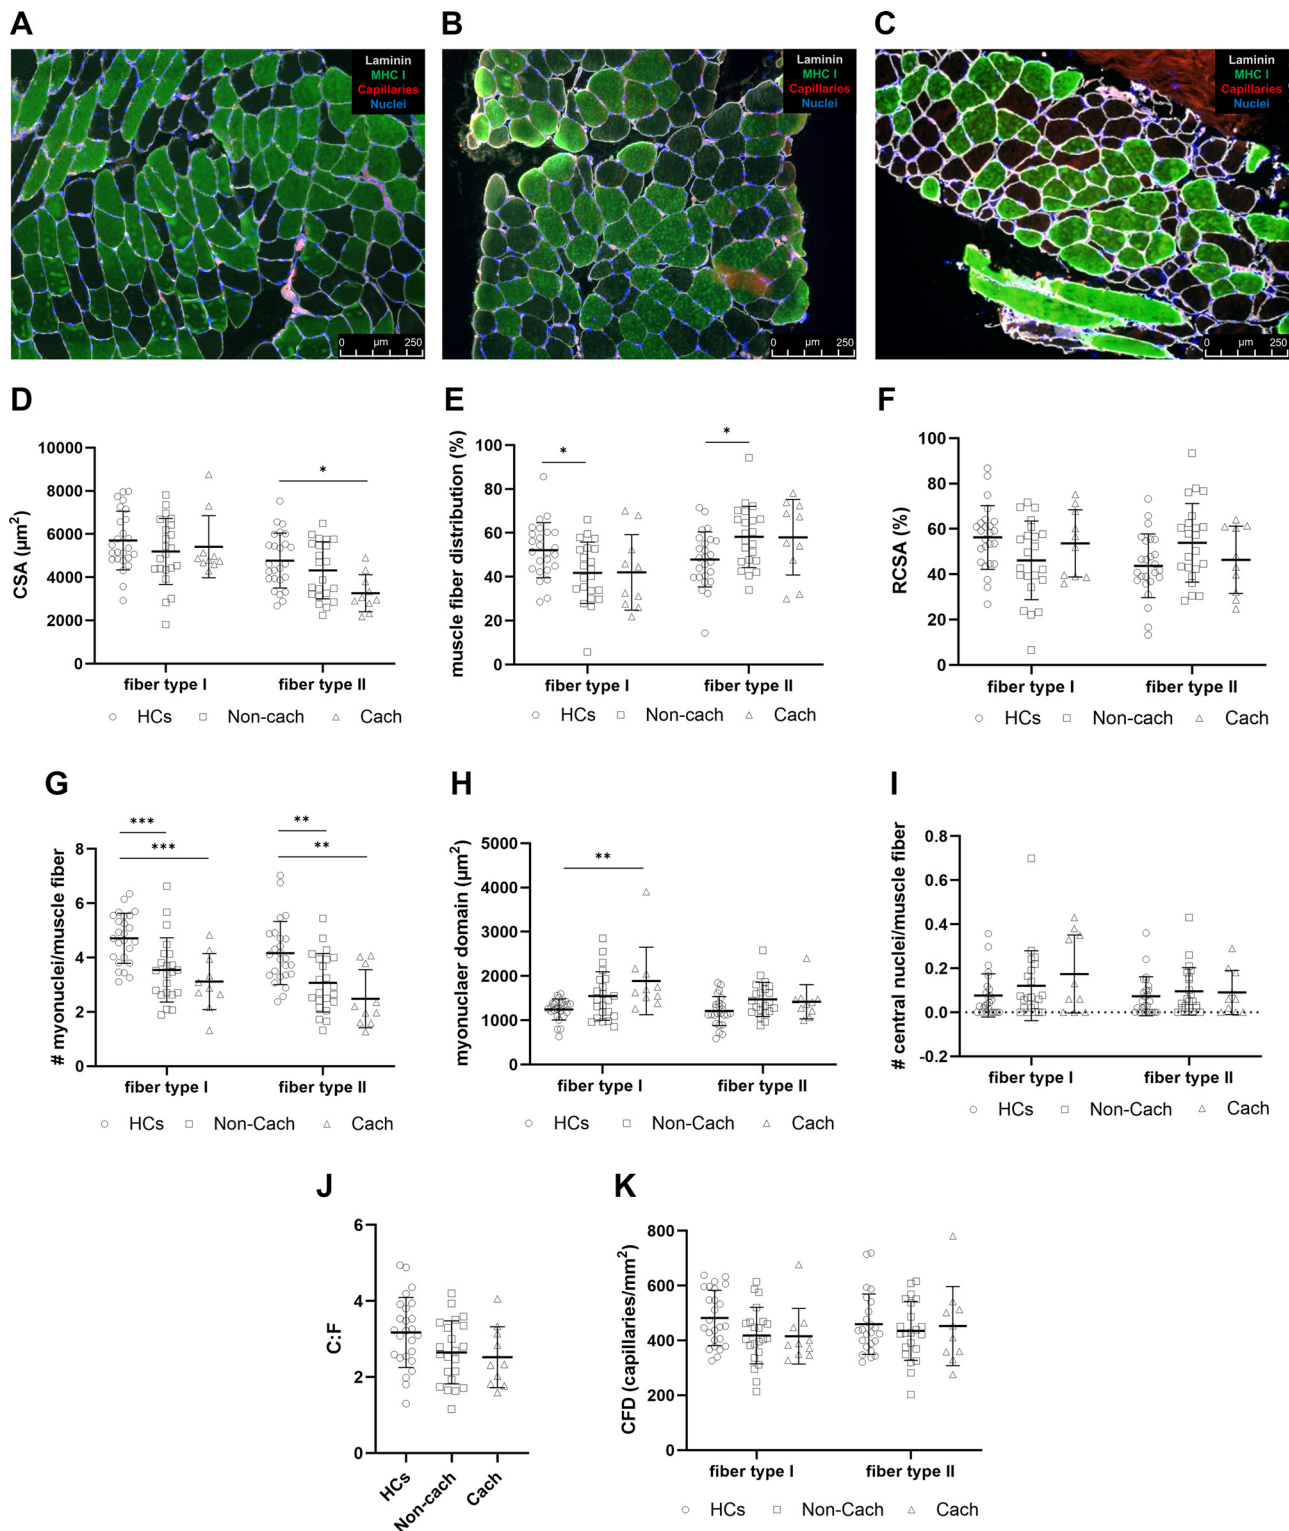 A
B
C
Laminin
MHC I
Capillaries
Nuclei
0 µm 250
Laminin
MHC I
Capillaries
Nuclei
0 µm 250
Laminin
MHC I
Capillaries
Nuclei
0 µm 250
D
CSA (µm²)
10000
8000
6000
4000
2000
0
*
fiber type I
fiber type II
HCs
Non-cach
Cach
E
muscle fiber distribution (%)
100
80
60
40
20
0
*
*
fiber type I
fiber type II
HCs
Non-cach
Cach
F
RCSA (%)
100
80
60
40
20
0
fiber type I
fiber type II
HCs
Non-cach
Cach
G
# myonuclei/muscle fiber
8
6
4
2
0
***
***
**
**
fiber type I
fiber type II
HCs
Non-Cach
Cach
H
myonuclaer domain (µm²)
5000
4000
3000
2000
1000
0
**
fiber type I
fiber type II
HCs
Non-Cach
Cach
I
# central nuclei/muscle fiber
0.8
0.6
0.4
0.2
0.0
-0.2
fiber type I
fiber type II
HCs
Non-Cach
Cach
J
C:F
6
4
2
0
HCs
Non-cach
Cach
K
CFD (capillaries/mm²)
800
600
400
200
0
fiber type I
fiber type II
HCs
Non-Cach
Cach